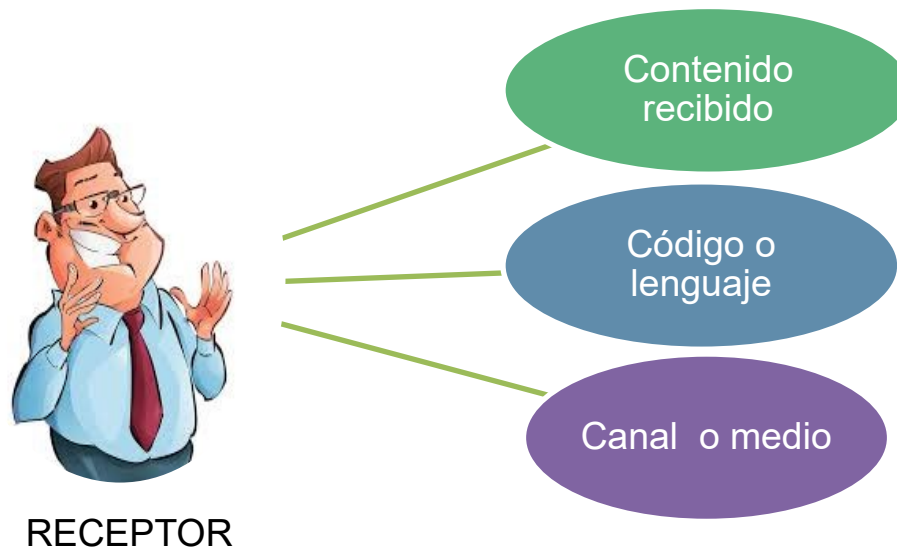 Contenido
recibido
Código o
lenguaje
Canal o medio
RECEPTOR